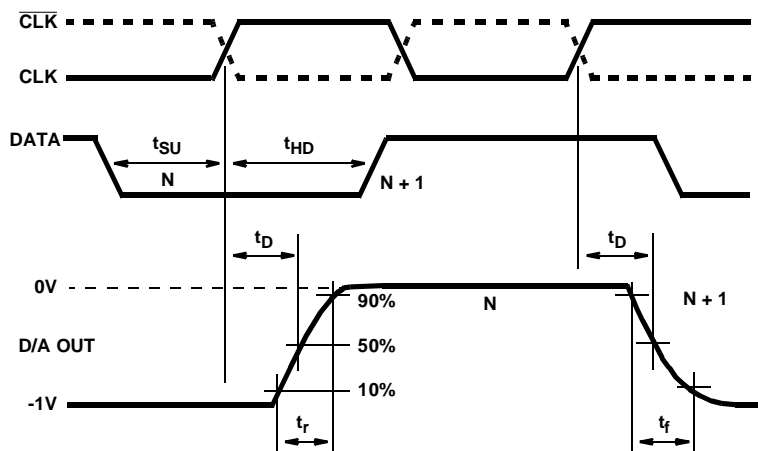 CLK
CLK
DATA
tSU
tHD
N
N + 1
tD
tD
0V
90%
N
N + 1
D/A OUT
50%
10%
-1V
tr
tf